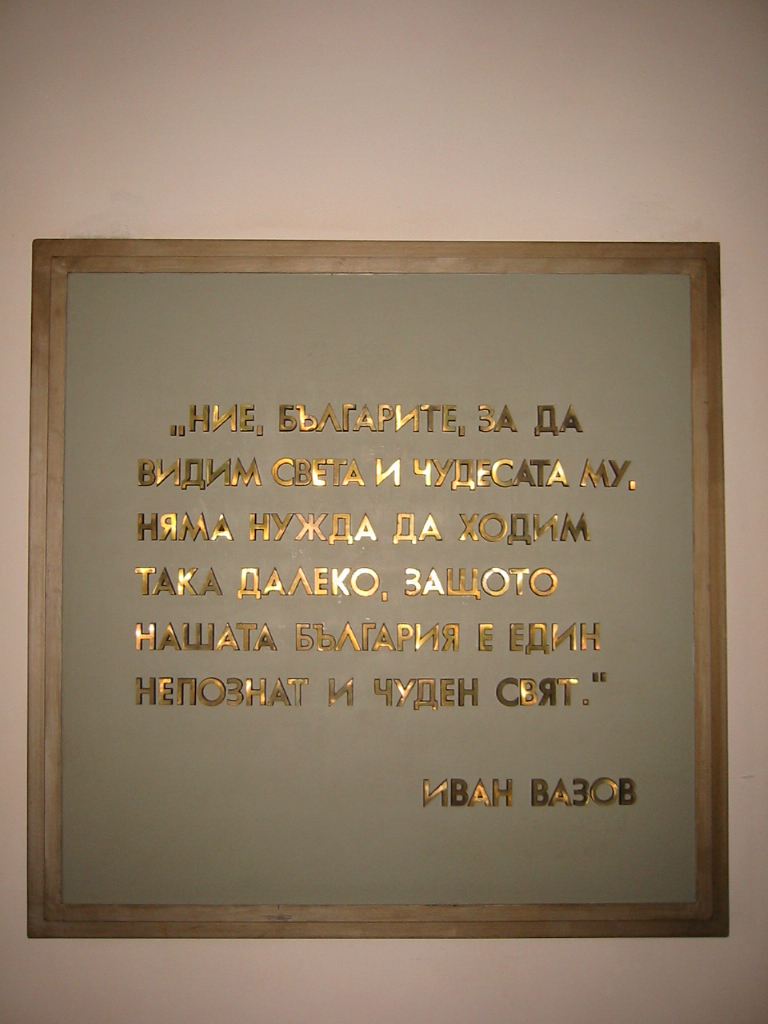 „НИЕ, БЪЛГАРИТЕ, ЗА ДА
ВИДИМ СВЕТА И ЧУДЕСАТА МУ,
НЯМА НУЖДА ДА ХОДИМ
ТАКА ДАЛЕКО, ЗАЩОТО
НАШАТА БЪЛГАРИЯ Е ЕДИН
НЕПОЗНАТ И ЧУДЕН СВЯТ."
ИВАН ВАЗОВ